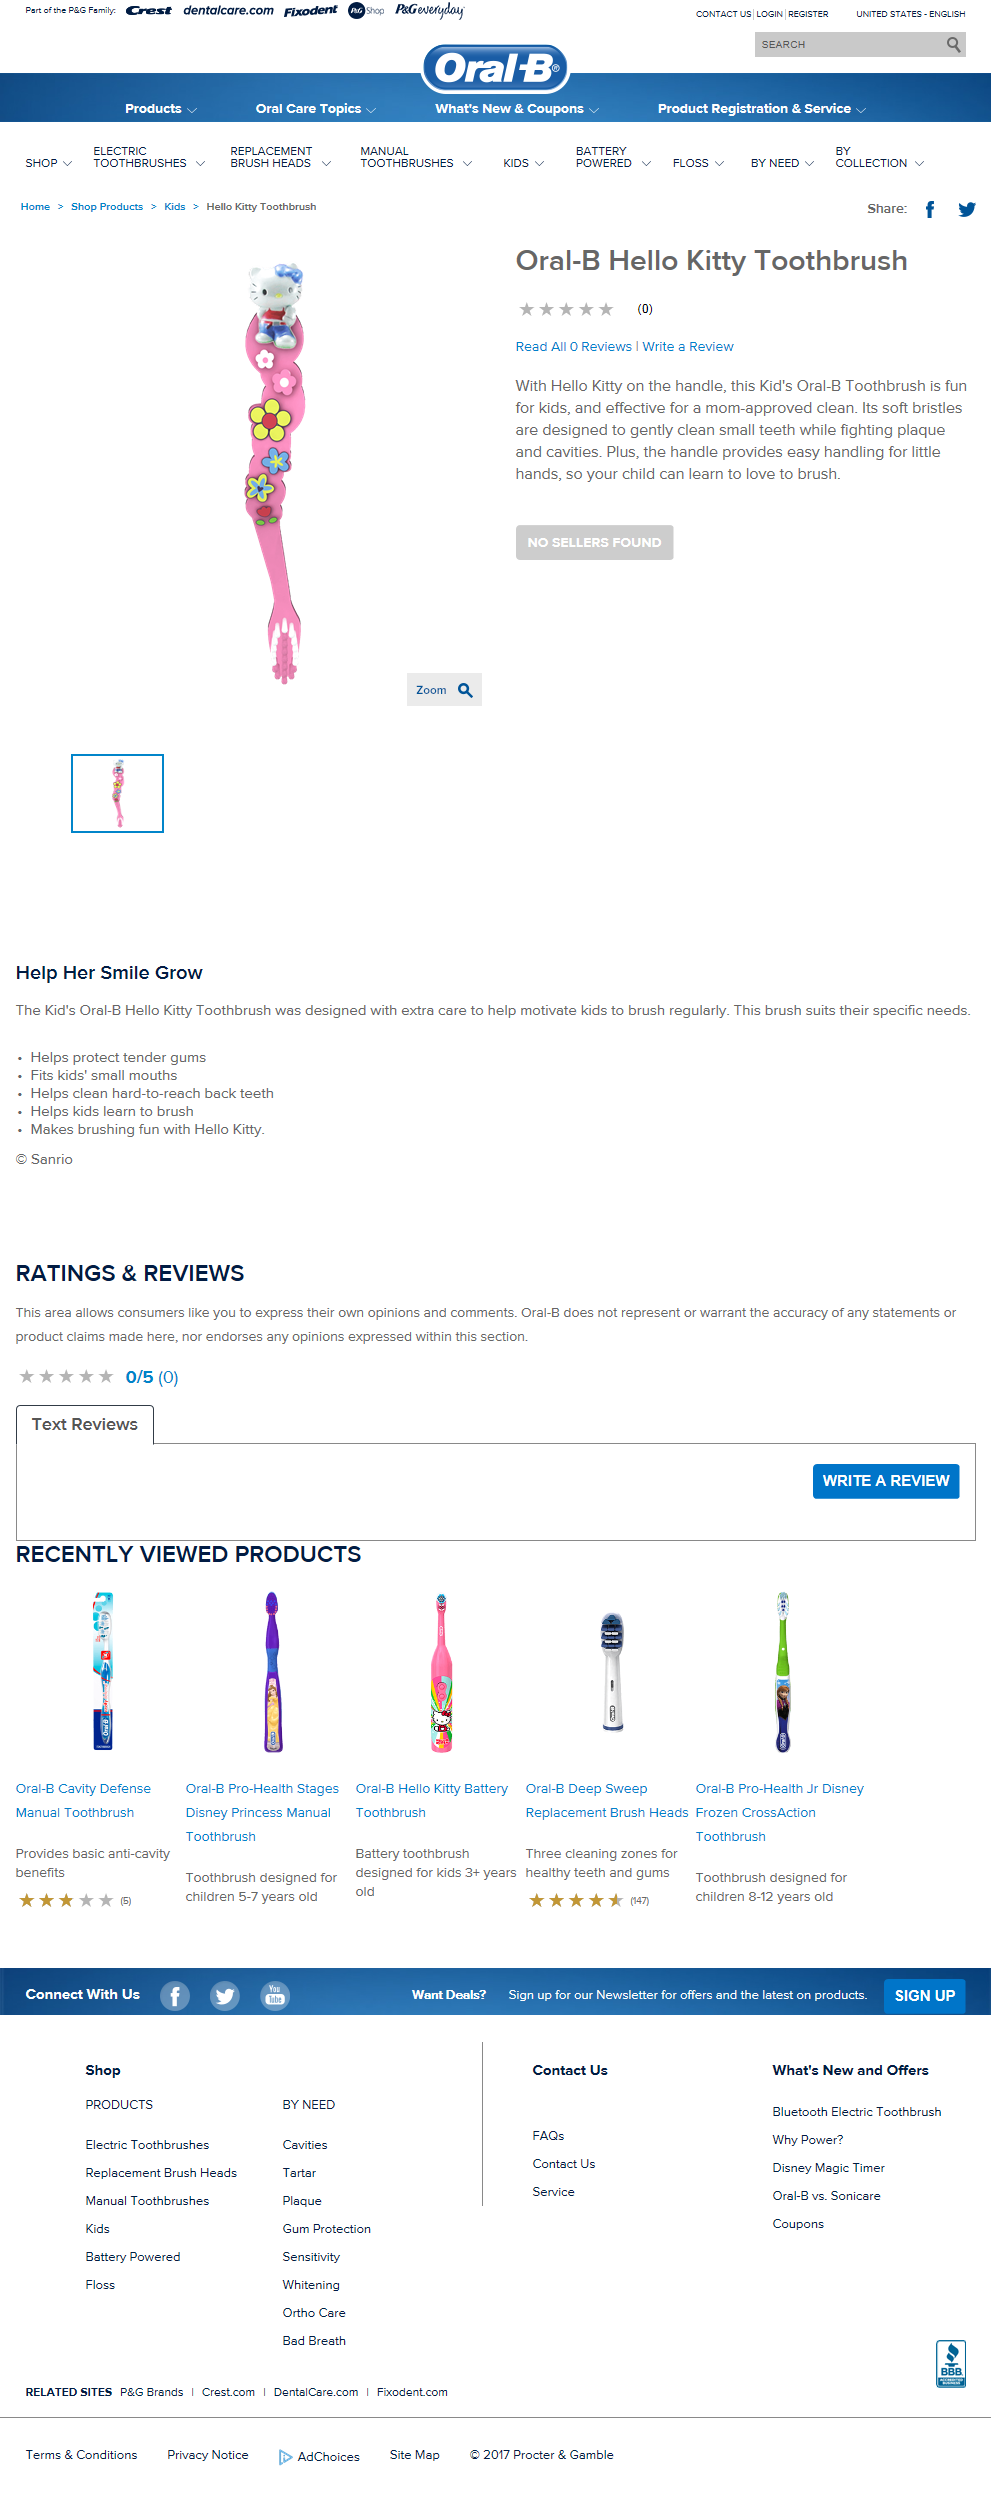 Part of the P&G Family:
Crest
dentalcare.com
Fixodent
P&G Shop
P&G everyday
CONTACT US | LOGIN | REGISTER
UNITED STATES - ENGLISH
SEARCH
Oral-B®
Products
Oral Care Topics
What's New & Coupons
Product Registration & Service
SHOP
ELECTRIC
TOOTHBRUSHES
REPLACEMENT
BRUSH HEADS
MANUAL
TOOTHBRUSHES
KIDS
BATTERY
POWERED
FLOSS
BY NEED
BY
COLLECTION
Home > Shop Products > Kids > Hello Kitty Toothbrush
Share:
Oral-B Hello Kitty Toothbrush
(0)
Read All 0 Reviews | Write a Review
With Hello Kitty on the handle, this Kid's Oral-B Toothbrush is fun
for kids, and effective for a mom-approved clean. Its soft bristles
are designed to gently clean small teeth while fighting plaque
and cavities. Plus, the handle provides easy handling for little
hands, so your child can learn to love to brush.
NO SELLERS FOUND
Zoom
Help Her Smile Grow
The Kid's Oral-B Hello Kitty Toothbrush was designed with extra care to help motivate kids to brush regularly. This brush suits their specific needs.
• Helps protect tender gums
• Fits kids' small mouths
• Helps clean hard-to-reach back teeth
• Helps kids learn to brush
• Makes brushing fun with Hello Kitty.
© Sanrio
RATINGS & REVIEWS
This area allows consumers like you to express their own opinions and comments. Oral-B does not represent or warrant the accuracy of any statements or
product claims made here, nor endorses any opinions expressed within this section.
0/5 (0)
Text Reviews
WRITE A REVIEW
RECENTLY VIEWED PRODUCTS
Oral-B Cavity Defense
Manual Toothbrush
Provides basic anti-cavity
benefits
(5)
Oral-B Pro-Health Stages
Disney Princess Manual
Toothbrush
Toothbrush designed for
children 5-7 years old
Oral-B Hello Kitty Battery
Toothbrush
Battery toothbrush
designed for kids 3+ years
old
Oral-B Deep Sweep
Replacement Brush Heads
Three cleaning zones for
healthy teeth and gums
(147)
Oral-B Pro-Health Jr Disney
Frozen CrossAction
Toothbrush
Toothbrush designed for
children 8-12 years old
Connect With Us
You
Tube
Want Deals?
Sign up for our Newsletter for offers and the latest on products.
SIGN UP
Shop
PRODUCTS
Electric Toothbrushes
Replacement Brush Heads
Manual Toothbrushes
Kids
Battery Powered
Floss
BY NEED
Cavities
Tartar
Plaque
Gum Protection
Sensitivity
Whitening
Ortho Care
Bad Breath
Contact Us
FAQs
Contact Us
Service
What's New and Offers
Bluetooth Electric Toothbrush
Why Power?
Disney Magic Timer
Oral-B vs. Sonicare
Coupons
BBB
RELATED SITES P&G Brands | Crest.com | DentalCare.com | Fixodent.com
Terms & Conditions
Privacy Notice
AdChoices
Site Map
© 2017 Procter & Gamble